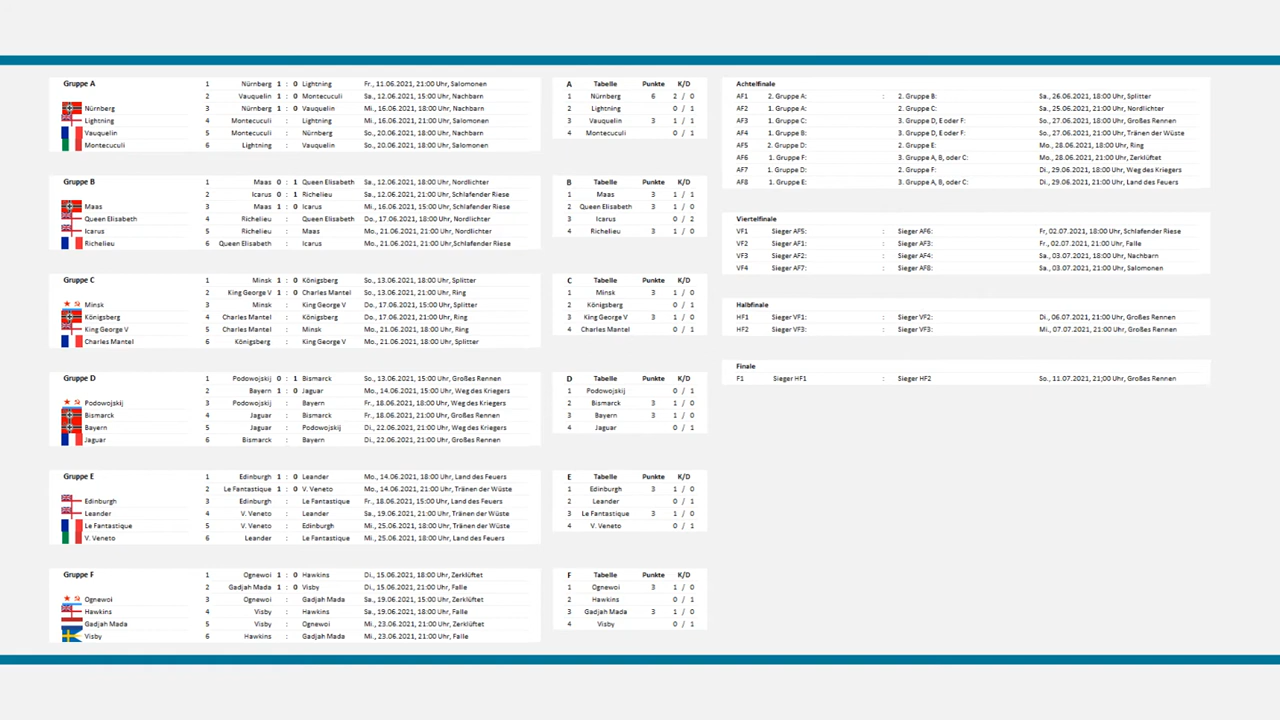 Gruppe A
1 Nürnberg 1 : 0 Lightning Fr., 11.06.2021, 21:00 Uhr, Salomonen
2 Vauquelin 1 : 0 Montecuculi Sa., 12.06.2021, 15:00 Uhr, Nachbarn
Nürnberg 3 Nürnberg 1 : 0 Vauquelin Mi., 16.06.2021, 18:00 Uhr, Nachbarn
Lightning 4 Montecuculi : Lightning Mi., 16.06.2021, 21:00 Uhr, Salomonen
Vauquelin 5 Montecuculi : Nürnberg So., 20.06.2021, 18:00 Uhr, Nachbarn
Montecuculi 6 Lightning : Vauquelin So., 20.06.2021, 18:00 Uhr, Salomonen
A Tabelle Punkte K/D
1 Nürnberg 6 2 / 0
2 Lightning 0 / 1
3 Vauquelin 3 1 / 1
4 Montecuculi 0 / 1
Gruppe B
1 Maas 0 : 1 Queen Elisabeth Sa., 12.06.2021, 18:00 Uhr, Nordlichter
2 Icarus 0 : 1 Richelieu Sa., 12.06.2021, 21:00 Uhr, Schlafender Riese
Maas 3 Maas 1 : 0 Icarus Mi., 16.06.2021, 15:00 Uhr, Schlafender Riese
Queen Elisabeth 4 Richelieu : Queen Elisabeth Do., 17.06.2021, 18:00 Uhr, Nordlichter
Icarus 5 Richelieu : Maas Mo., 21.06.2021, 21:00 Uhr, Nordlichter
Richelieu 6 Queen Elisabeth : Icarus Mo., 21.06.2021, 21:00 Uhr,Schlafender Riese
B Tabelle Punkte K/D
1 Maas 3 1 / 1
2 Queen Elisabeth 3 1 / 0
3 Icarus 0 / 2
4 Richelieu 3 1 / 0
Gruppe C
1 Minsk 1 : 0 Königsberg So., 13.06.2021, 18:00 Uhr, Splitter
2 King George V 1 : 0 Charles Mantel So., 13.06.2021, 21:00 Uhr, Ring
Minsk 3 Minsk : King George V Do., 17.06.2021, 15:00 Uhr, Splitter
Königsberg 4 Charles Mantel : Königsberg Do., 17.06.2021, 21:00 Uhr, Ring
King George V 5 Charles Mantel : Minsk Mo., 21.06.2021, 18:00 Uhr, Ring
Charles Mantel 6 Königsberg : King George V Mo., 21.06.2021, 18:00 Uhr, Splitter
C Tabelle Punkte K/D
1 Minsk 3 1 / 0
2 Königsberg 0 / 1
3 King George V 3 1 / 0
4 Charles Mantel 0 / 1
Gruppe D
1 Podowojskij 0 : 1 Bismarck So., 13.06.2021, 15:00 Uhr, Großes Rennen
2 Bayern 1 : 0 Jaguar Mo., 14.06.2021, 15:00 Uhr, Weg des Kriegers
Podowojskij 3 Podowojskij : Bayern Fr., 18.06.2021, 18:00 Uhr, Weg des Kriegers
Bismarck 4 Jaguar : Bismarck Fr., 18.06.2021, 21:00 Uhr, Großes Rennen
Bayern 5 Jaguar : Podowojskij Di., 22.06.2021, 21:00 Uhr, Weg des Kriegers
Jaguar 6 Bismarck : Bayern Di., 22.06.2021, 21:00 Uhr, Großes Rennen
D Tabelle Punkte K/D
1 Podowojskij 0 / 1
2 Bismarck 3 1 / 0
3 Bayern 3 1 / 0
4 Jaguar 0 / 1
Gruppe E
1 Edinburgh 1 : 0 Leander Mo., 14.06.2021, 18:00 Uhr, Land des Feuers
2 Le Fantastique 1 : 0 V. Veneto Mo., 14.06.2021, 21:00 Uhr, Tränen der Wüste
Edinburgh 3 Edinburgh : Le Fantastique Fr., 18.06.2021, 15:00 Uhr, Land des Feuers
Leander 4 V. Veneto : Leander Sa., 19.06.2021, 21:00 Uhr, Tränen der Wüste
Le Fantastique 5 V. Veneto : Edinburgh Mi., 25.06.2021, 18:00 Uhr, Tränen der Wüste
V. Veneto 6 Leander : Le Fantastique Mi., 25.06.2021, 18:00 Uhr, Land des Feuers
E Tabelle Punkte K/D
1 Edinburgh 3 1 / 0
2 Leander 0 / 1
3 Le Fantastique 3 1 / 0
4 V. Veneto 0 / 1
Gruppe F
1 Ognewoi 1 : 0 Hawkins Di., 15.06.2021, 18:00 Uhr, Zerklüftet
2 Gadjah Mada 1 : 0 Visby Di., 15.06.2021, 21:00 Uhr, Falle
Ognewoi 3 Ognewoi : Gadjah Mada Sa., 19.06.2021, 15:00 Uhr, Zerklüftet
Hawkins 4 Visby : Hawkins Sa., 19.06.2021, 18:00 Uhr, Falle
Gadjah Mada 5 Visby : Ognewoi Mi., 23.06.2021, 21:00 Uhr, Zerklüftet
Visby 6 Hawkins : Gadjah Mada Mi., 23.06.2021, 21:00 Uhr, Falle
F Tabelle Punkte K/D
1 Ognewoi 3 1 / 0
2 Hawkins 0 / 1
3 Gadjah Mada 3 1 / 0
4 Visby 0 / 1
Achtelfinale
AF1 2. Gruppe A: : 2. Gruppe B: Sa., 26.06.2021, 18:00 Uhr, Splitter
AF2 1. Gruppe A: 2. Gruppe C: Sa., 25.06.2021, 21:00 Uhr, Nordlichter
AF3 1. Gruppe C: 3. Gruppe D, E oder F: So., 27.06.2021, 18:00 Uhr, Großes Rennen
AF4 1. Gruppe B: 3. Gruppe D, E oder F: So., 27.06.2021, 21:00 Uhr, Tränen der Wüste
AF5 2. Gruppe D: 2. Gruppe E: Mo., 28.06.2021, 18:00 Uhr, Ring
AF6 1. Gruppe F: 3. Gruppe A, B, oder C: Mo., 28.06.2021, 21:00 Uhr, Zerklüftet
AF7 1. Gruppe D: 2. Gruppe F: Di., 29.06.2021, 18:00 Uhr, Weg des Kriegers
AF8 1. Gruppe E: 3. Gruppe A, B, oder C: Di., 29.06.2021, 21:00 Uhr, Land des Feuers
Viertelfinale
VF1 Sieger AF5: : Sieger AF6: Fr, 02.07.2021, 18:00 Uhr, Schlafender Riese
VF2 Sieger AF1: : Sieger AF3: Fr., 02.07.2021, 21:00 Uhr, Falle
VF3 Sieger AF2: : Sieger AF4: Sa., 03.07.2021, 18:00 Uhr, Nachbarn
VF4 Sieger AF7: : Sieger AF8: Sa., 03.07.2021, 21:00 Uhr, Salomonen
Halbfinale
HF1 Sieger VF1: : Sieger VF2: Di., 06.07.2021, 21:00 Uhr, Großes Rennen
HF2 Sieger VF3: : Sieger VF3: Mi., 07.07.2021, 21:00 Uhr, Großes Rennen
Finale
F1 Sieger HF1 : Sieger HF2 So., 11.07.2021, 21;00 Uhr, Großes Rennen